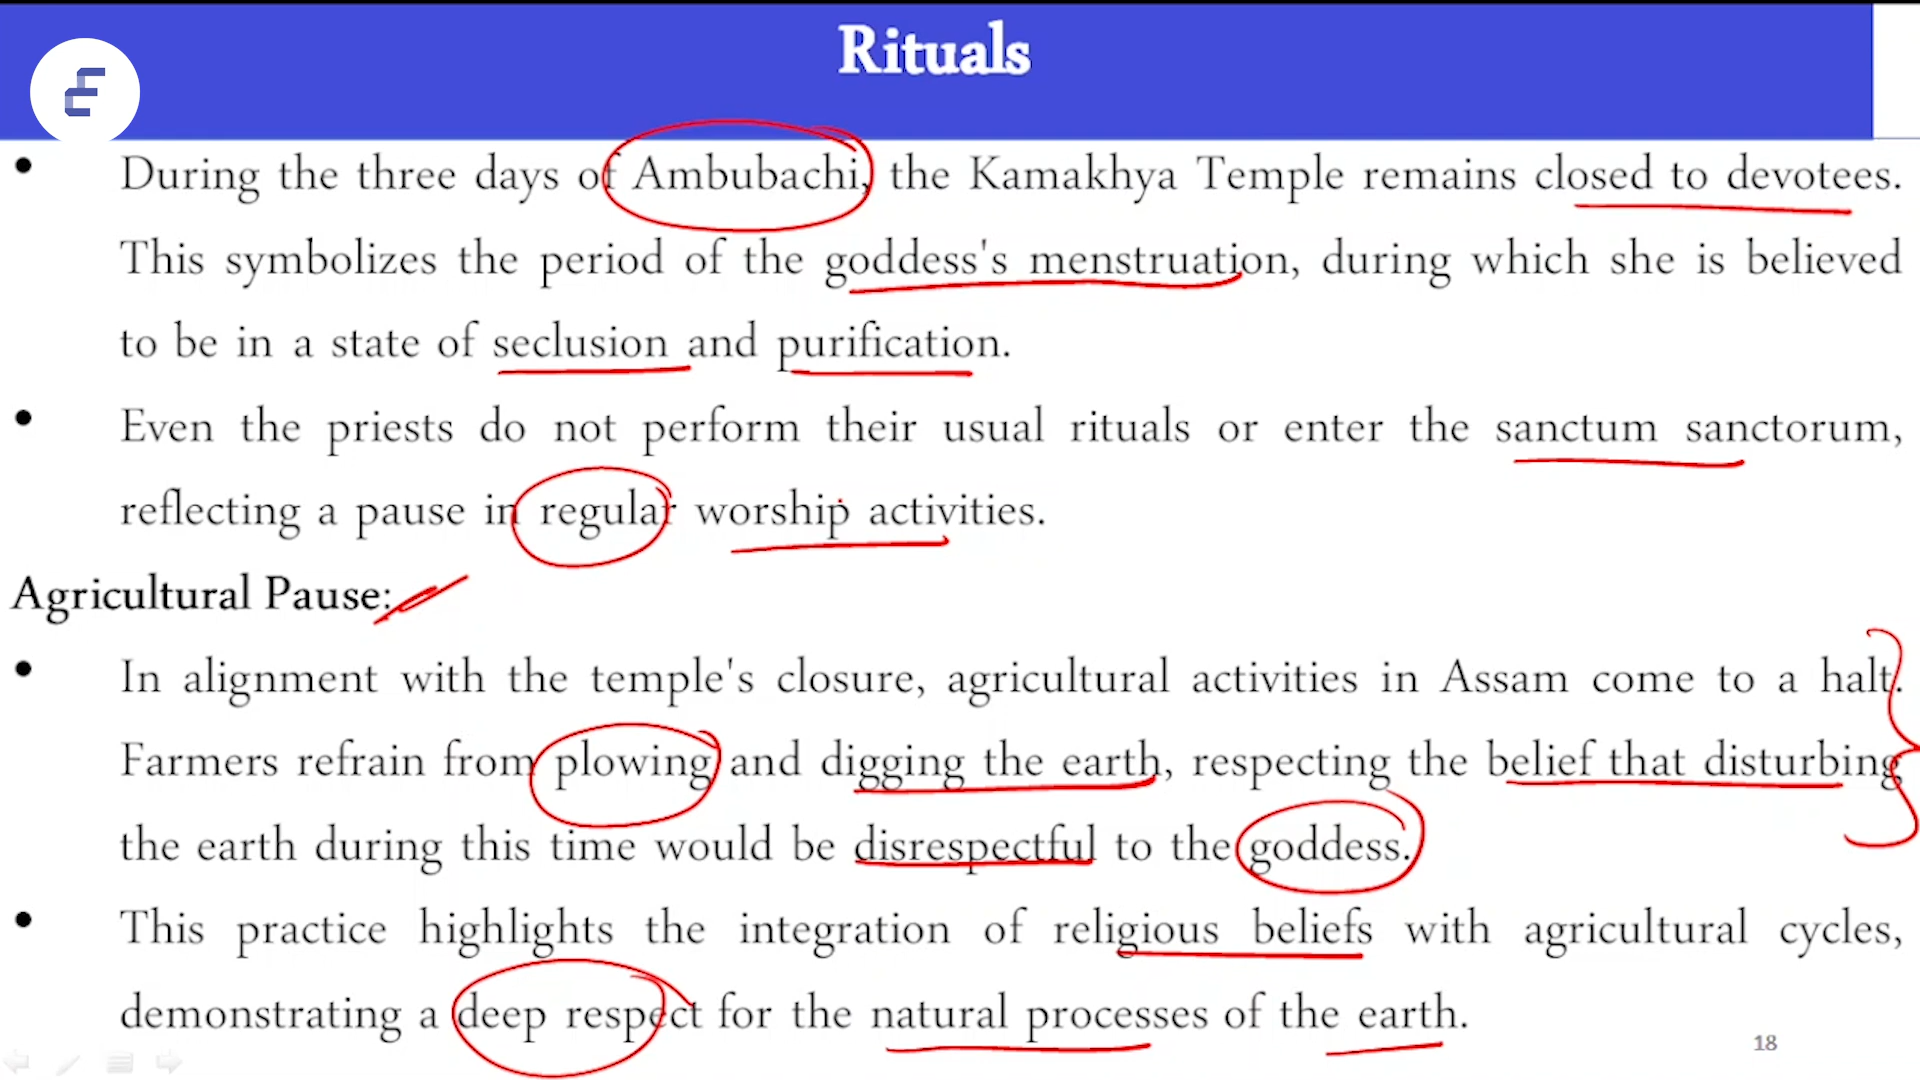 Rituals
• During the three days of Ambubachi, the Kamakhya Temple remains closed to devotees.
This symbolizes the period of the goddess's menstruation, during which she is believed
to be in a state of seclusion and purification.
• Even the priests do not perform their usual rituals or enter the sanctum sanctorum,
reflecting a pause in regular worship activities.
Agricultural Pause:
• In alignment with the temple's closure, agricultural activities in Assam come to a halt.
Farmers refrain from plowing and digging the earth, respecting the belief that disturbing
the earth during this time would be disrespectful to the goddess.
• This practice highlights the integration of religious beliefs with agricultural cycles,
demonstrating a deep respect for the natural processes of the earth.
18